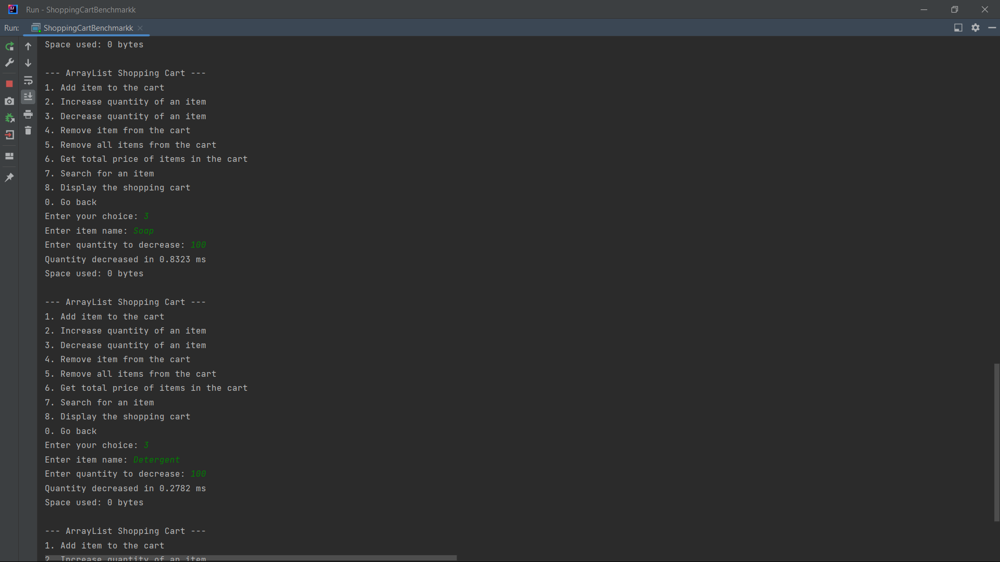 Run - ShoppingCartBenchmarkk
Run: ShoppingCartBenchmarkk
Space used: 0 bytes
--- ArrayList Shopping Cart ---
1. Add item to the cart
2. Increase quantity of an item
3. Decrease quantity of an item
4. Remove item from the cart
5. Remove all items from the cart
6. Get total price of items in the cart
7. Search for an item
8. Display the shopping cart
0. Go back
Enter your choice: 3
Enter item name: Soap
Enter quantity to decrease: 100
Quantity decreased in 0.8323 ms
Space used: 0 bytes
--- ArrayList Shopping Cart ---
1. Add item to the cart
2. Increase quantity of an item
3. Decrease quantity of an item
4. Remove item from the cart
5. Remove all items from the cart
6. Get total price of items in the cart
7. Search for an item
8. Display the shopping cart
0. Go back
Enter your choice: 3
Enter item name: Detergent
Enter quantity to decrease: 100
Quantity decreased in 0.2782 ms
Space used: 0 bytes
--- ArrayList Shopping Cart ---
1. Add item to the cart
2. Increase quantity of an item